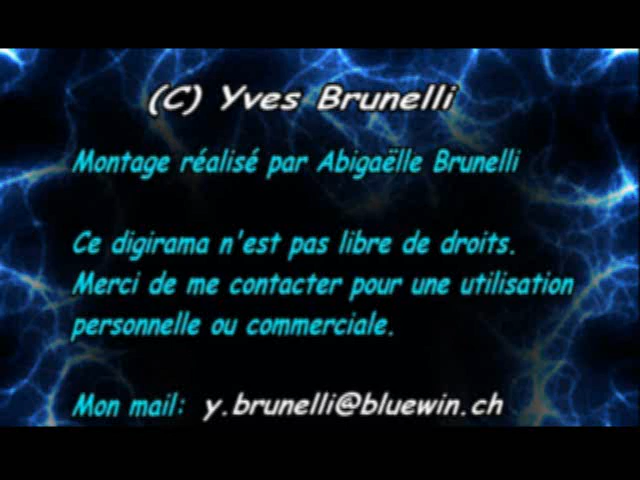 (C) Yves Brunelli
Montage réalisé par Abigaëlle Brunelli
Ce digirama n'est pas libre de droits.
Merci de me contacter pour une utilisation
personnelle ou commerciale.
Mon mail: y.brunelli@bluewin.ch